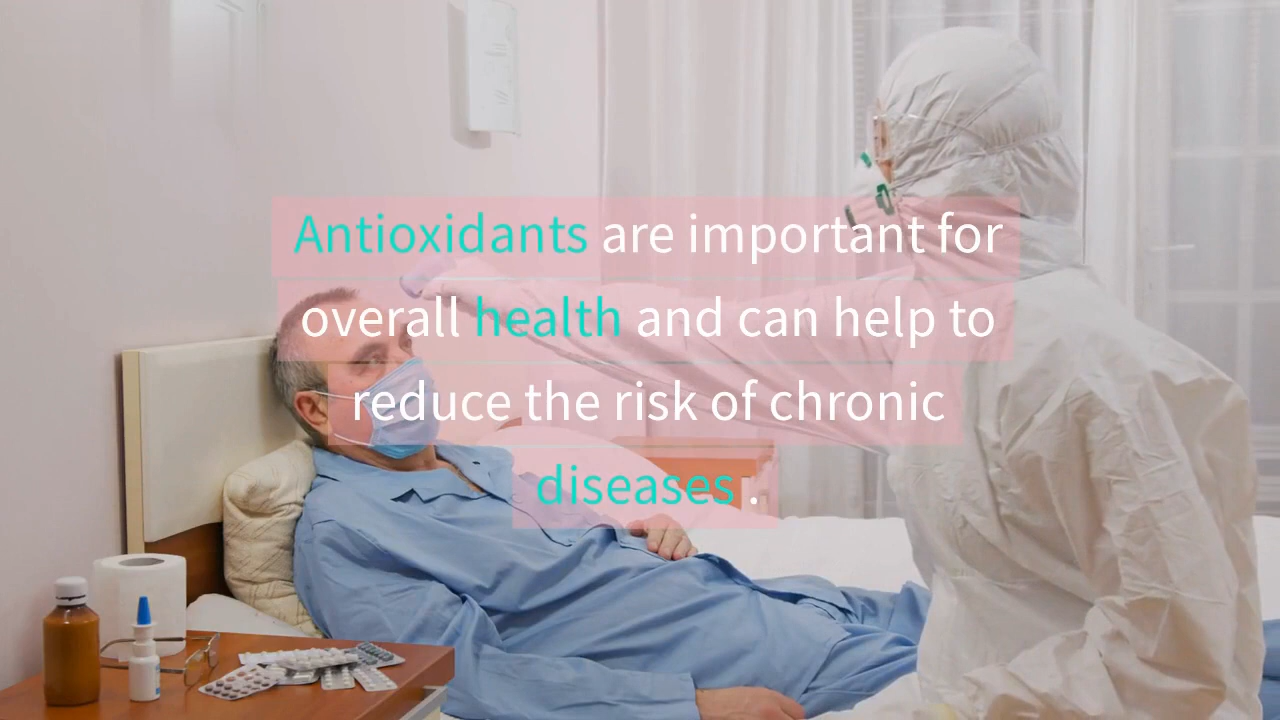 Antioxidants are important for
overall health and can help to
reduce the risk of chronic
diseases .